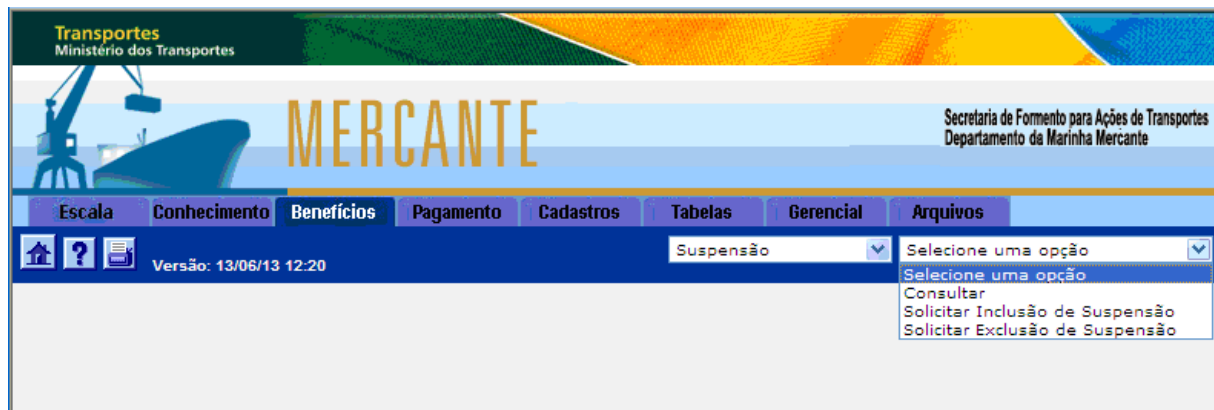 Transportes
Ministério dos Transportes
MERCANTE
Secretaria de Formento para Ações de Transportes
Departamento da Marinha Mercante
Escala Conhecimento Benefícios Pagamento Cadastros Tabelas Gerencial Arquivos
? Versão: 13/06/13 12:20 Suspensão Selecione uma opção
Selecione uma opção
Consultar
Solicitar Inclusão de Suspensão
Solicitar Exclusão de Suspensão